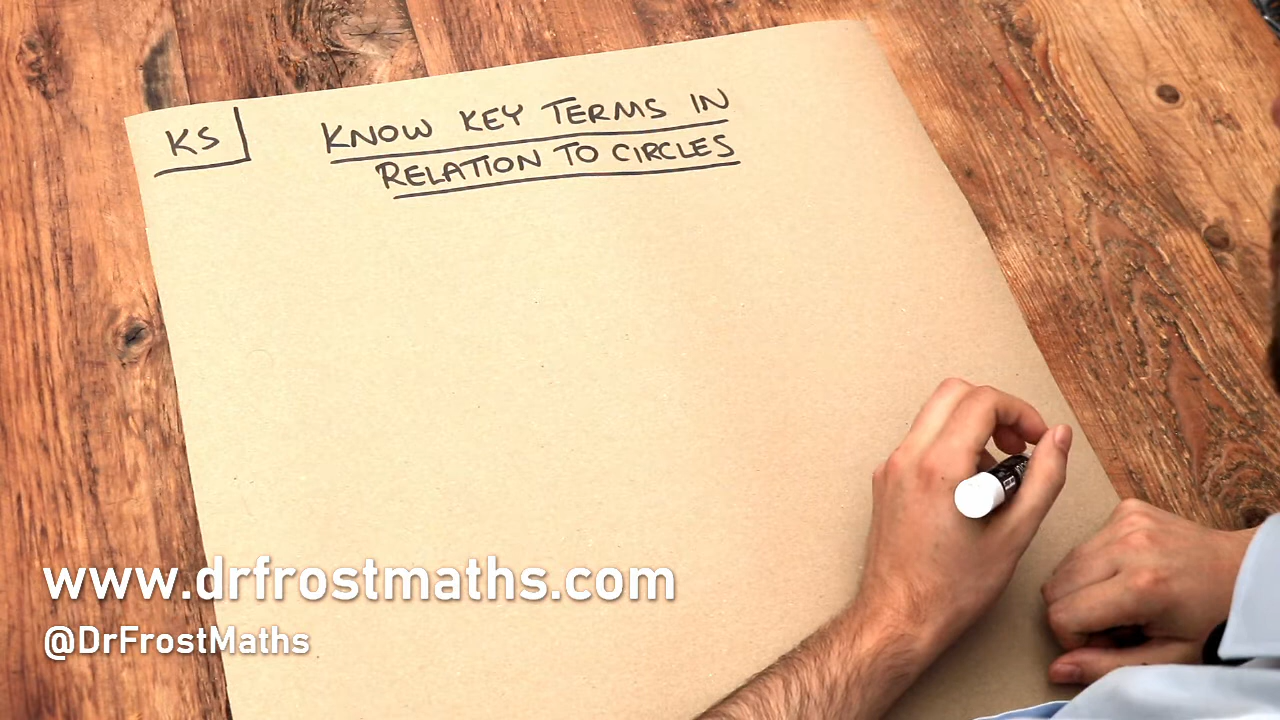 KS
KNOW KEY TERMS IN
RELATION TO CIRCLES
www.drfrostmaths.com
@DrFrostMaths